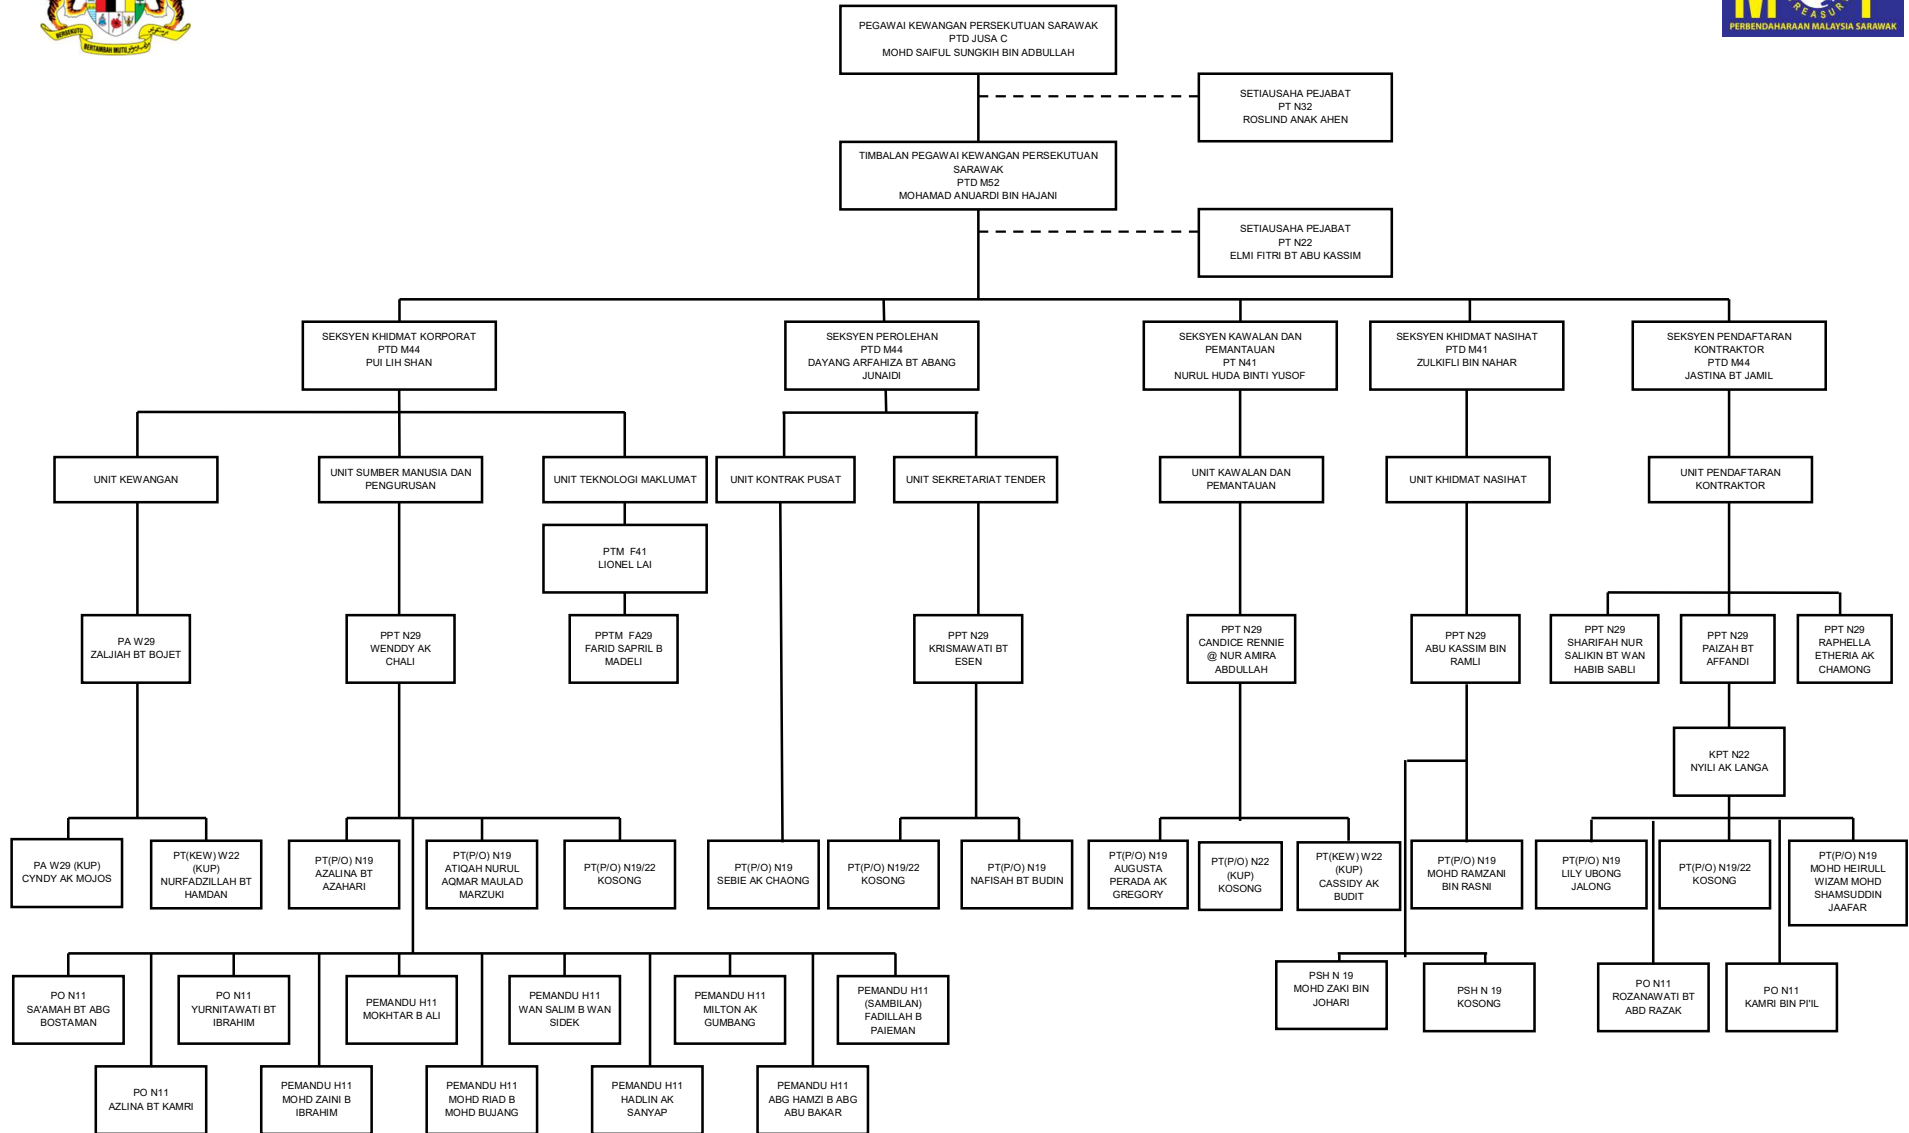 BERSEKUTU
BERTAMBAH MUTU
TREASURY
PERBENDAHARAAN MALAYSIA SARAWAK
PEGAWAI KEWANGAN PERSEKUTUAN SARAWAK
PTD JUSA C
MOHD SAIFUL SUNGKIH BIN ADBULLAH
SETIAUSAHA PEJABAT
PT N32
ROSLIND ANAK AHEN
TIMBALAN PEGAWAI KEWANGAN PERSEKUTUAN
SARAWAK
PTD M52
MOHAMAD ANUARDI BIN HAJANI
SETIAUSAHA PEJABAT
PT N22
ELMI FITRI BT ABU KASSIM
SEKSYEN KHIDMAT KORPORAT
PTD M44
PUI LIH SHAN
SEKSYEN PEROLEHAN
PTD M44
DAYANG ARFAHIZA BT ABANG
JUNAIDI
SEKSYEN KAWALAN DAN
PEMANTAUAN
PT N41
NURUL HUDA BINTI YUSOF
SEKSYEN KHIDMAT NASIHAT
PTD M41
ZULKIFLI BIN NAHAR
SEKSYEN PENDAFTARAN
KONTRAKTOR
PTD M44
JASTINA BT JAMIL
UNIT KEWANGAN
UNIT SUMBER MANUSIA DAN
PENGURUSAN
UNIT TEKNOLOGI MAKLUMAT
UNIT KONTRAK PUSAT
UNIT SEKRETARIAT TENDER
UNIT KAWALAN DAN
PEMANTAUAN
UNIT KHIDMAT NASIHAT
UNIT PENDAFTARAN
KONTRAKTOR
PTM F41
LIONEL LAI
PA W29
ZALJIAH BT BOJET
PPT N29
WENDDY AK
CHALI
PPTM FA29
FARID SAPRIL B
MADELI
PPT N29
KRISMAWATI BT
ESEN
PPT N29
CANDICE RENNIE
@ NUR AMIRA
ABDULLAH
PPT N29
ABU KASSIM BIN
RAMLI
PPT N29
SHARIFAH NUR
SALIKIN BT WAN
HABIB SABLI
PPT N29
PAIZAH BT
AFFANDI
PPT N29
RAPHELLA
ETHERIA AK
CHAMONG
KPT N22
NYILI AK LANGA
PA W29 (KUP)
CYNDY AK MOJOS
PT(KEW) W22
(KUP)
NURFADZILLAH BT
HAMDAN
PT(P/O) N19
AZALINA BT
AZAHARI
PT(P/O) N19
ATIQAH NURUL
AQMAR MAULAD
MARZUKI
PT(P/O) N19/22
KOSONG
PT(P/O) N19
SEBIE AK CHAONG
PT(P/O) N19/22
KOSONG
PT(P/O) N19
NAFISAH BT BUDIN
PT(P/O) N19
AUGUSTA
PERADA AK
GREGORY
PT(P/O) N22
(KUP)
KOSONG
PT(KEW) W22
(KUP)
CASSIDY AK
BUDIT
PT(P/O) N19
MOHD RAMZANI
BIN RASNI
PT(P/O) N19
LILY UBONG
JALONG
PT(P/O) N19/22
KOSONG
PT(P/O) N19
MOHD HEIRULL
WIZAM MOHD
SHAMSUDDIN
JAAFAR
PO N11
SA'AMAH BT ABG
BOSTAMAN
PO N11
YURNITAWATI BT
IBRAHIM
PEMANDU H11
MOKHTAR B ALI
PEMANDU H11
WAN SALIM B WAN
SIDEK
PEMANDU H11
MILTON AK
GUMBANG
PEMANDU H11
(SAMBILAN)
FADILLAH B
PAIEMAN
PSH N 19
MOHD ZAKI BIN
JOHARI
PSH N 19
KOSONG
PO N11
ROZANAWATI BT
ABD RAZAK
PO N11
KAMRI BIN PI'IL
PO N11
AZLINA BT KAMRI
PEMANDU H11
MOHD ZAINI B
IBRAHIM
PEMANDU H11
MOHD RIAD B
MOHD BUJANG
PEMANDU H11
HADLIN AK
SANYAP
PEMANDU H11
ABG HAMZI B ABG
ABU BAKAR